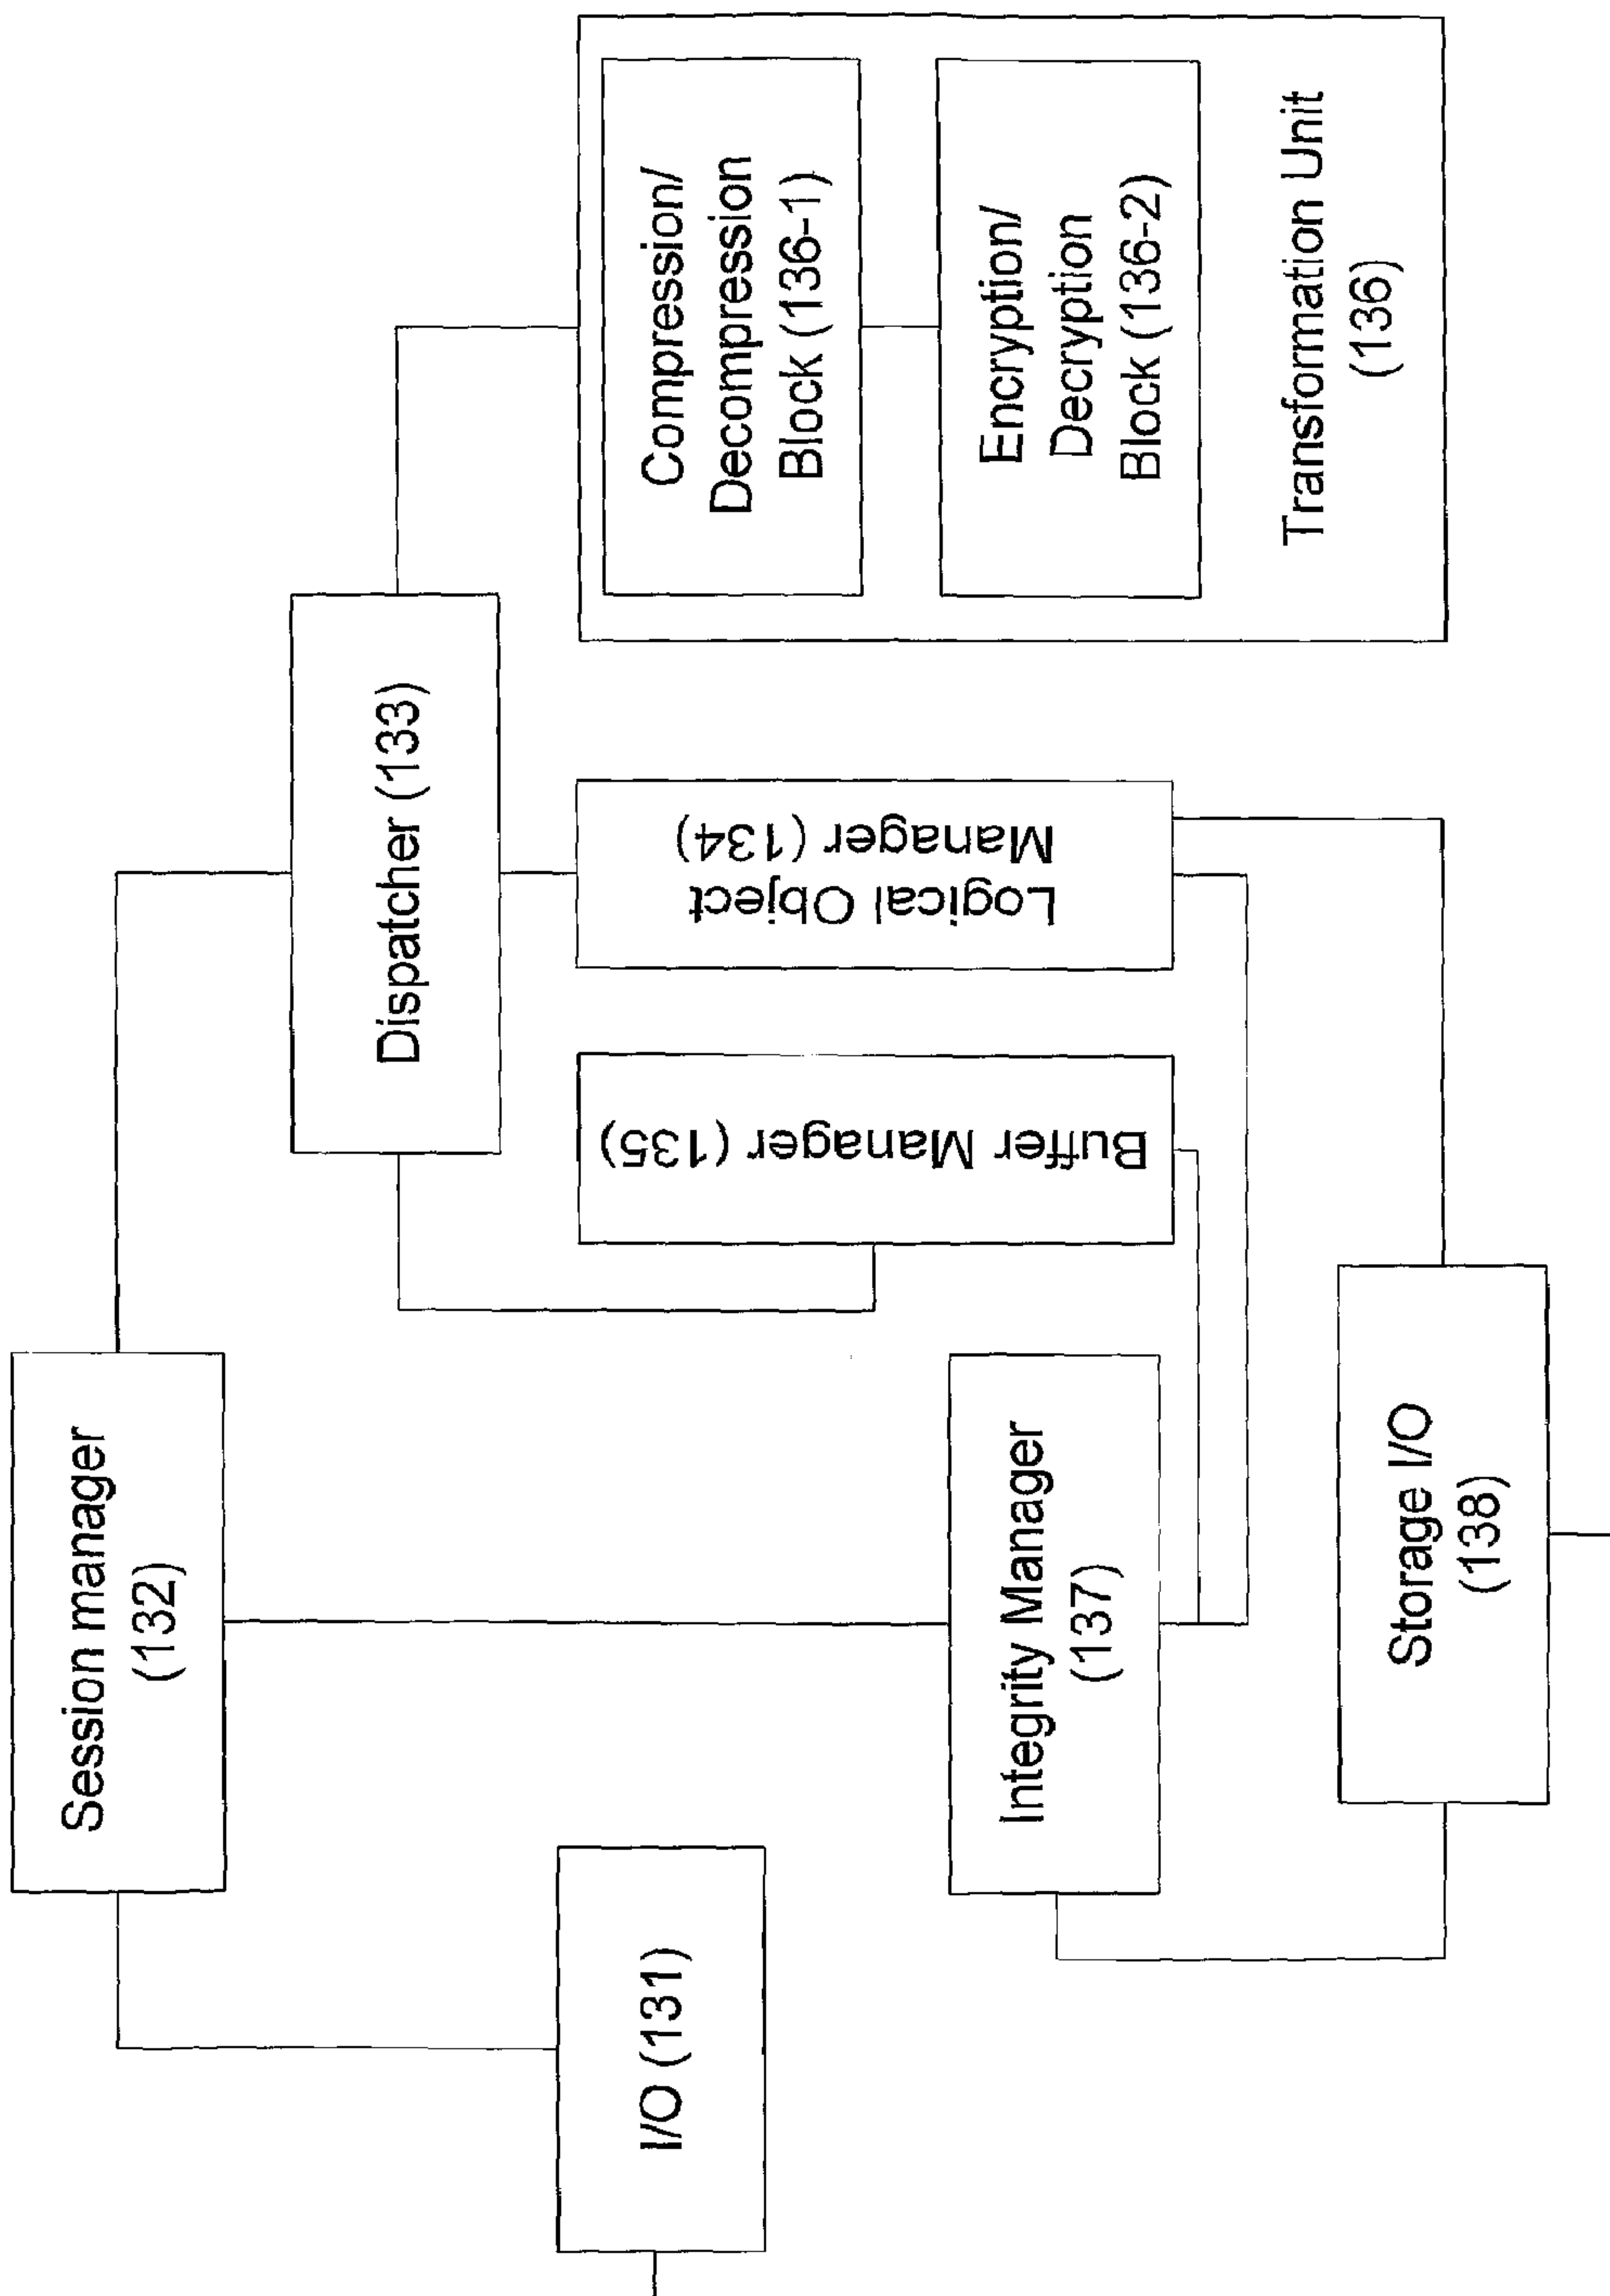 Session manager
(132)
Dispatcher (133)
I/O (131)
Buffer Manager (135)
Logical Object
Manager (134)
Compression/
Decompression
Block (136-1)
Encryption/
Decryption
Block (136-2)
Transformation Unit
(136)
Integrity Manager
(137)
Storage I/O
(138)